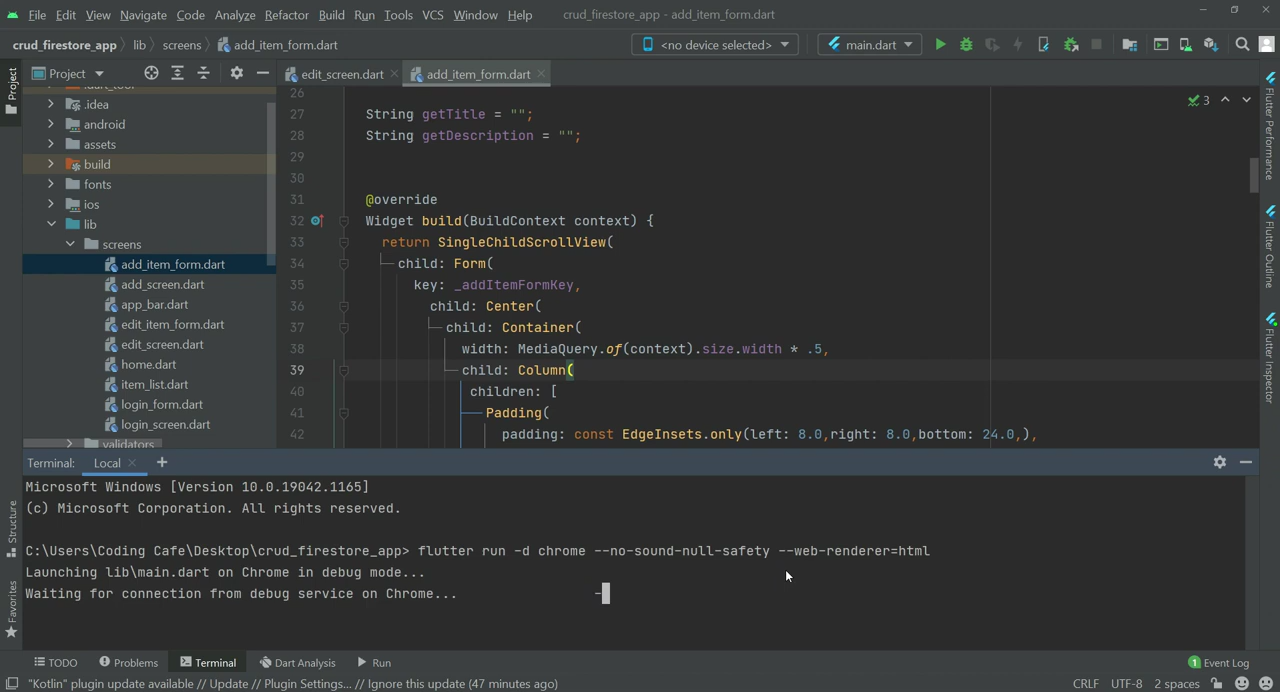 File Edit View Navigate Code Analyze Refactor Build Run Tools VCS Window Help crud_firestore_app - add_item_form.dart
crud_firestore_app lib screens add_item_form.dart <no device selected> main.dart
Project
Project
edit_screen.dart add_item_form.dart
.idea
android
assets
build
fonts
ios
lib
screens
add_item_form.dart
add_screen.dart
app_bar.dart
edit_item_form.dart
edit_screen.dart
home.dart
item_list.dart
login_form.dart
login_screen.dart
validators
3
26
27 String getTitle = "";
28 String getDescription = "";
29
30
31 @override
32 Widget build(BuildContext context) {
33 return SingleChildScrollView(
34 child: Form(
35 key: _addItemFormKey,
36 child: Center(
37 child: Container(
38 width: MediaQuery.of(context).size.width * .5,
39 child: Column(
40 children: [
41 Padding(
42 padding: const EdgeInsets.only(left: 8.0,right: 8.0,bottom: 24.0,),
Flutter Performance
Flutter Outline
Flutter Inspector
Terminal: Local +
Microsoft Windows [Version 10.0.19042.1165]
(c) Microsoft Corporation. All rights reserved.
C:\Users\Coding Cafe\Desktop\crud_firestore_app> flutter run -d chrome --no-sound-null-safety --web-renderer=html
Launching lib\main.dart on Chrome in debug mode...
Waiting for connection from debug service on Chrome... -
Structure
Favorites
TODO Problems Terminal Dart Analysis Run 1 Event Log
"Kotlin" plugin update available // Update // Plugin Settings... // Ignore this update (47 minutes ago) CRLF UTF-8 2 spaces